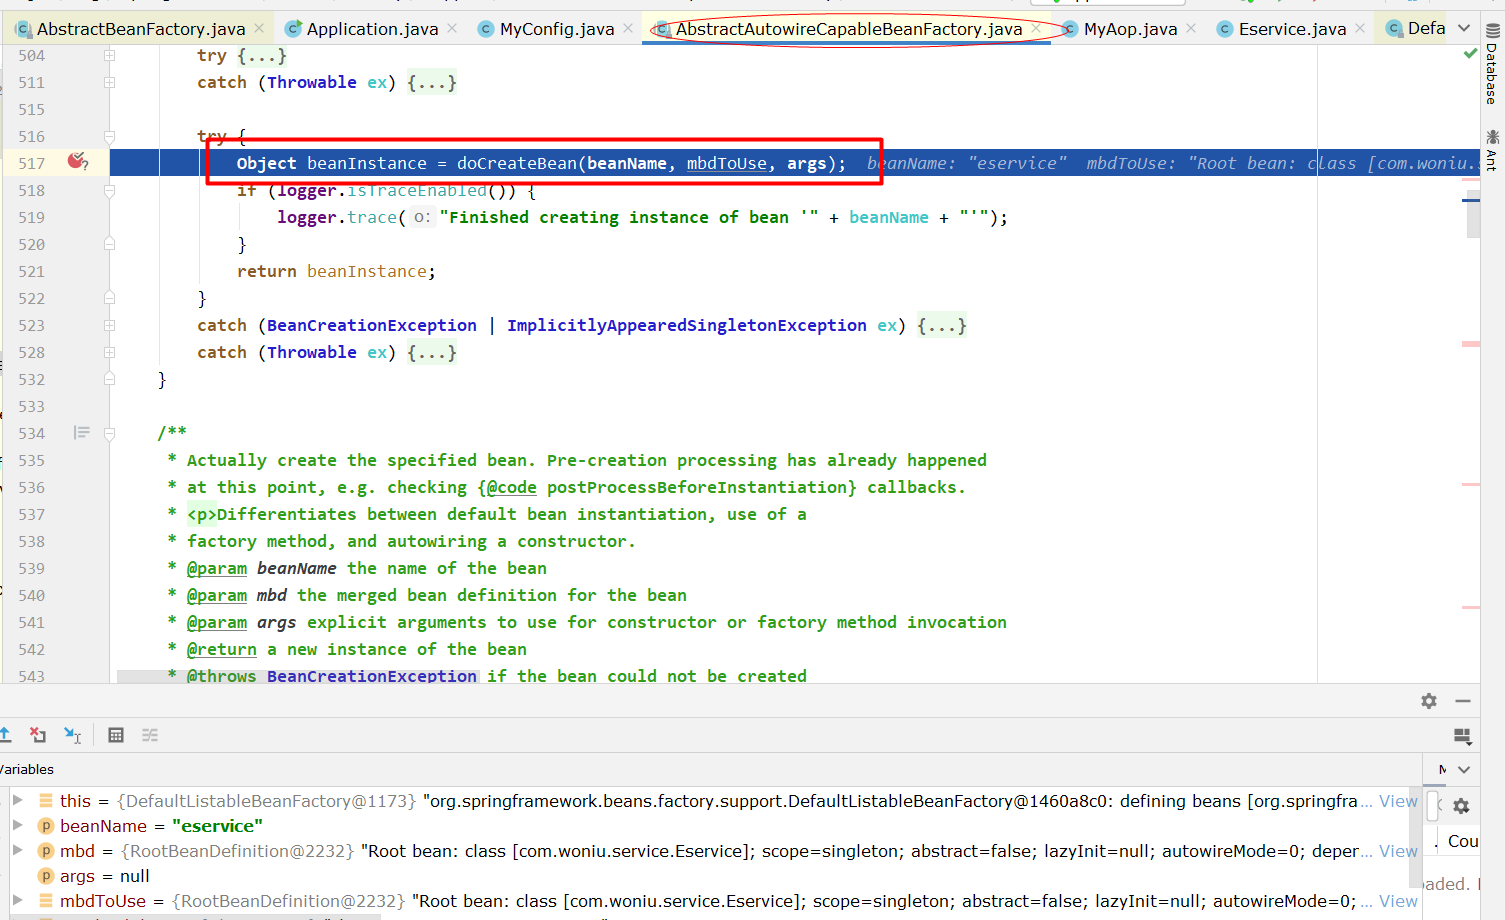 AbstractBeanFactory.java Application.java MyConfig.java AbstractAutowireCapableBeanFactory.java MyAop.java Eservice.java Defa
504 try {...}
511 catch (Throwable ex) {...}
515
516 try {
517 Object beanInstance = doCreateBean(beanName, mbdToUse, args); beanName: "eservice" mbdToUse: "Root bean: class [com.woniu.s
518 if (logger.isTraceEnabled()) {
519 logger.trace( o: "Finished creating instance of bean '" + beanName + "'");
520 }
521 return beanInstance;
522 }
523 catch (BeanCreationException | ImplicitlyAppearedSingletonException ex) {...}
528 catch (Throwable ex) {...}
532 }
533
534 /**
535 * Actually create the specified bean. Pre-creation processing has already happened
536 * at this point, e.g. checking {@code postProcessBeforeInstantiation} callbacks.
537 * <p>Differentiates between default bean instantiation, use of a
538 * factory method, and autowiring a constructor.
539 * @param beanName the name of the bean
540 * @param mbd the merged bean definition for the bean
541 * @param args explicit arguments to use for constructor or factory method invocation
542 * @return a new instance of the bean
543 * @throws BeanCreationException if the bean could not be created
Database
Ant
Variables
this = {DefaultListableBeanFactory@1173} "org.springframework.beans.factory.support.DefaultListableBeanFactory@1460a8c0: defining beans [org.springfra... View
beanName = "eservice"
mbd = {RootBeanDefinition@2232} "Root bean: class [com.woniu.service.Eservice]; scope=singleton; abstract=false; lazyInit=null; autowireMode=0; deper... View
args = null
mbdToUse = {RootBeanDefinition@2232} "Root bean: class [com.woniu.service.Eservice]; scope=singleton; abstract=false; lazyInit=null; autowireMode=0; ... View
Cou